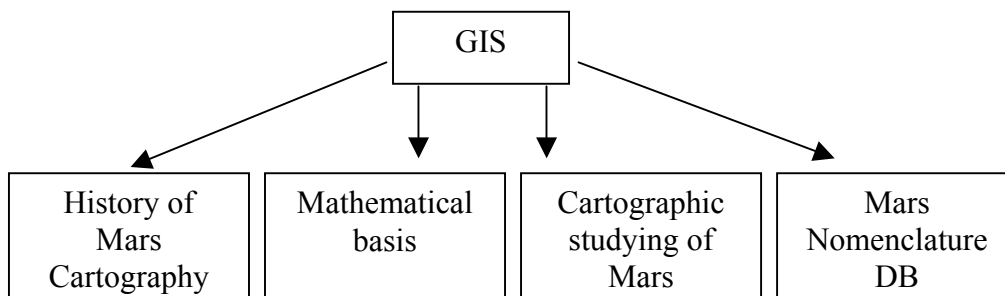 GIS
History of
Mars
Cartography
Mathematical
basis
Cartographic
studying of
Mars
Mars
Nomenclature
DB